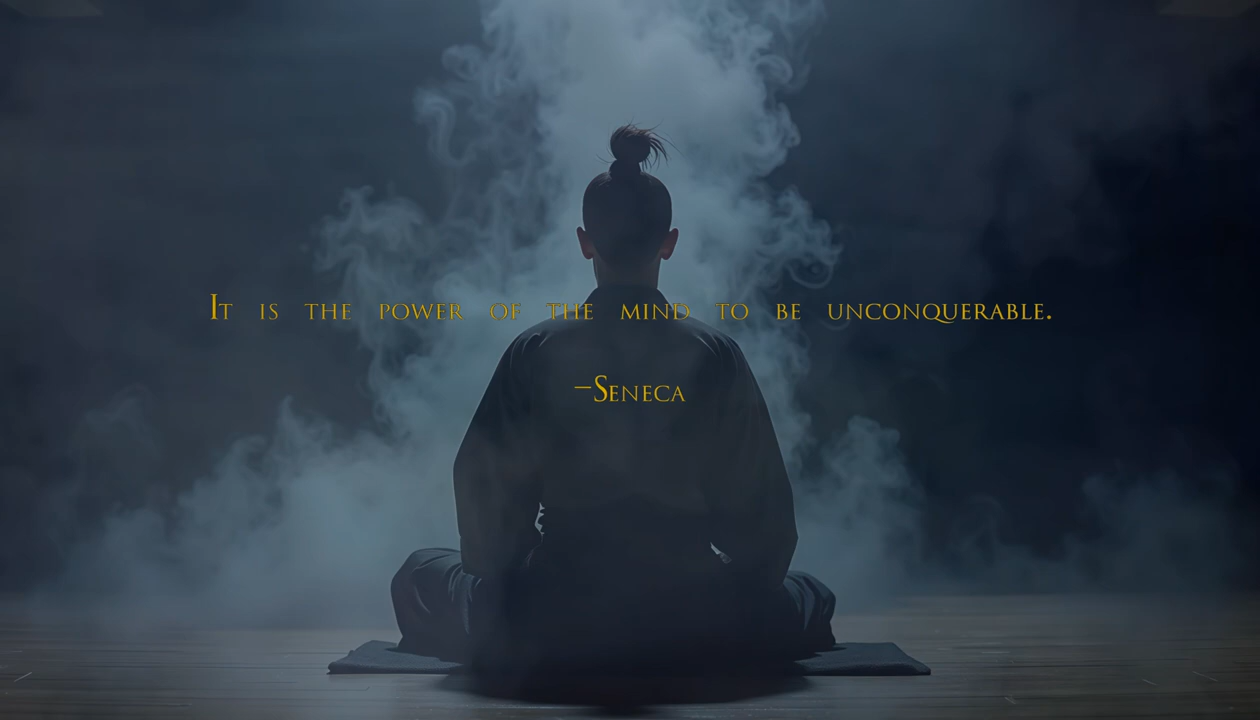 It is the power of the mind to be unconquerable.
–Seneca